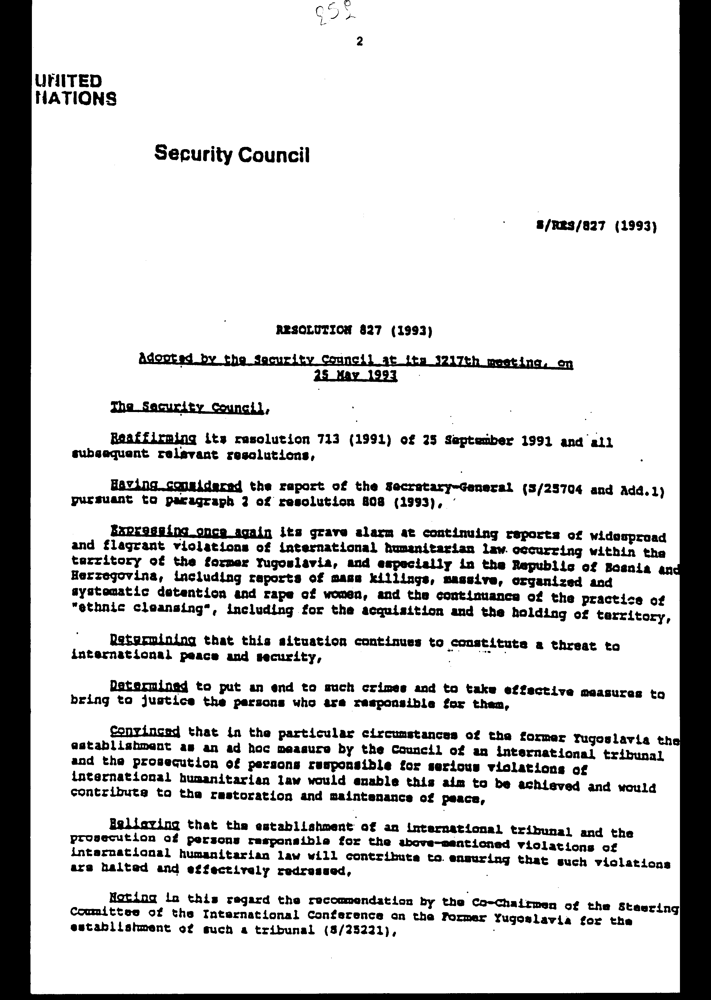 252
2
UNITED
NATIONS
Security Council
S/RES/827 (1993)
RESOLUTION 827 (1993)
Adopted by the Security Council at its 3217th meeting, on
25 May 1993
The Security Council,
Reaffirming its resolution 713 (1991) of 25 September 1991 and all
subsequent relevant resolutions,
Having considered the report of the Secretary-General (S/25704 and Add.1)
pursuant to paragraph 2 of resolution 808 (1993),
Expressing once again its grave alarm at continuing reports of widespread
and flagrant violations of international humanitarian law occurring within the
territory of the former Yugoslavia, and especially in the Republic of Bosnia and
Herzegovina, including reports of mass killings, massive, organized and
systematic detention and rape of women, and the continuance of the practice of
"ethnic cleansing", including for the acquisition and the holding of territory,
Determining that this situation continues to constitute a threat to
international peace and security,
Determined to put an end to such crimes and to take effective measures to
bring to justice the persons who are responsible for them,
Convinced that in the particular circumstances of the former Yugoslavia the
establishment as an ad hoc measure by the Council of an international tribunal
and the prosecution of persons responsible for serious violations of
international humanitarian law would enable this aim to be achieved and would
contribute to the restoration and maintenance of peace,
Believing that the establishment of an international tribunal and the
prosecution of persons responsible for the above-mentioned violations of
international humanitarian law will contribute to ensuring that such violations
are halted and effectively redressed,
Noting in this regard the recommendation by the Co-Chairmen of the Steering
Committee of the International Conference on the Former Yugoslavia for the
establishment of such a tribunal (S/25221),